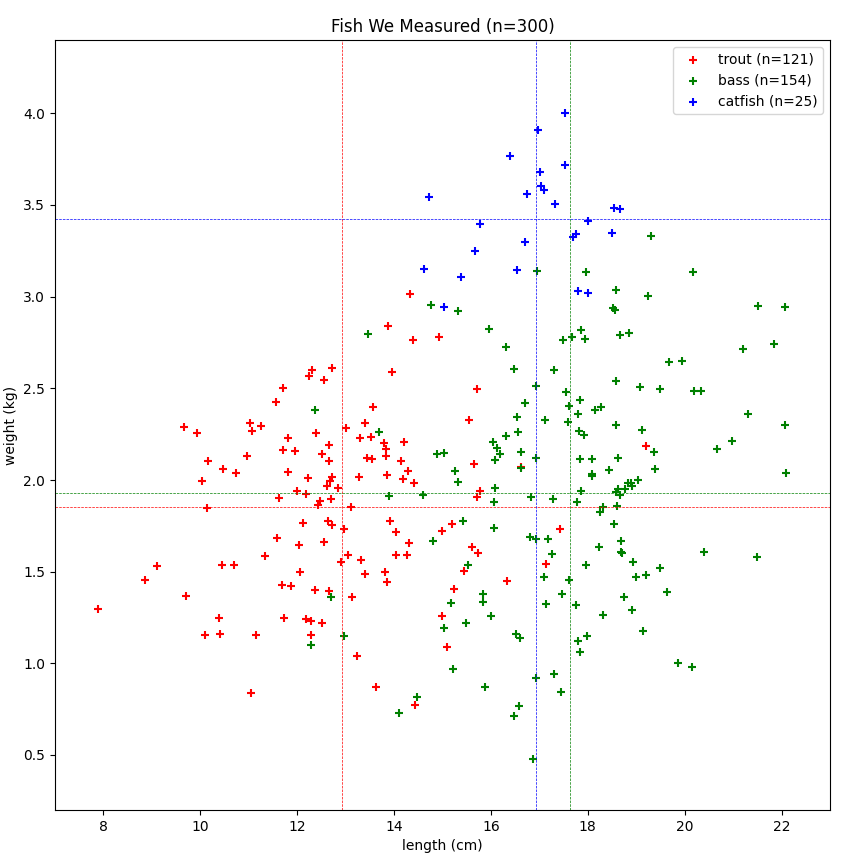 Fish We Measured (n=300)
trout (n=121)
bass (n=154)
catfish (n=25)
weight (kg)
4.0
3.5
3.0
2.5
2.0
1.5
1.0
0.5
8 10 12 14 16 18 20 22
length (cm)